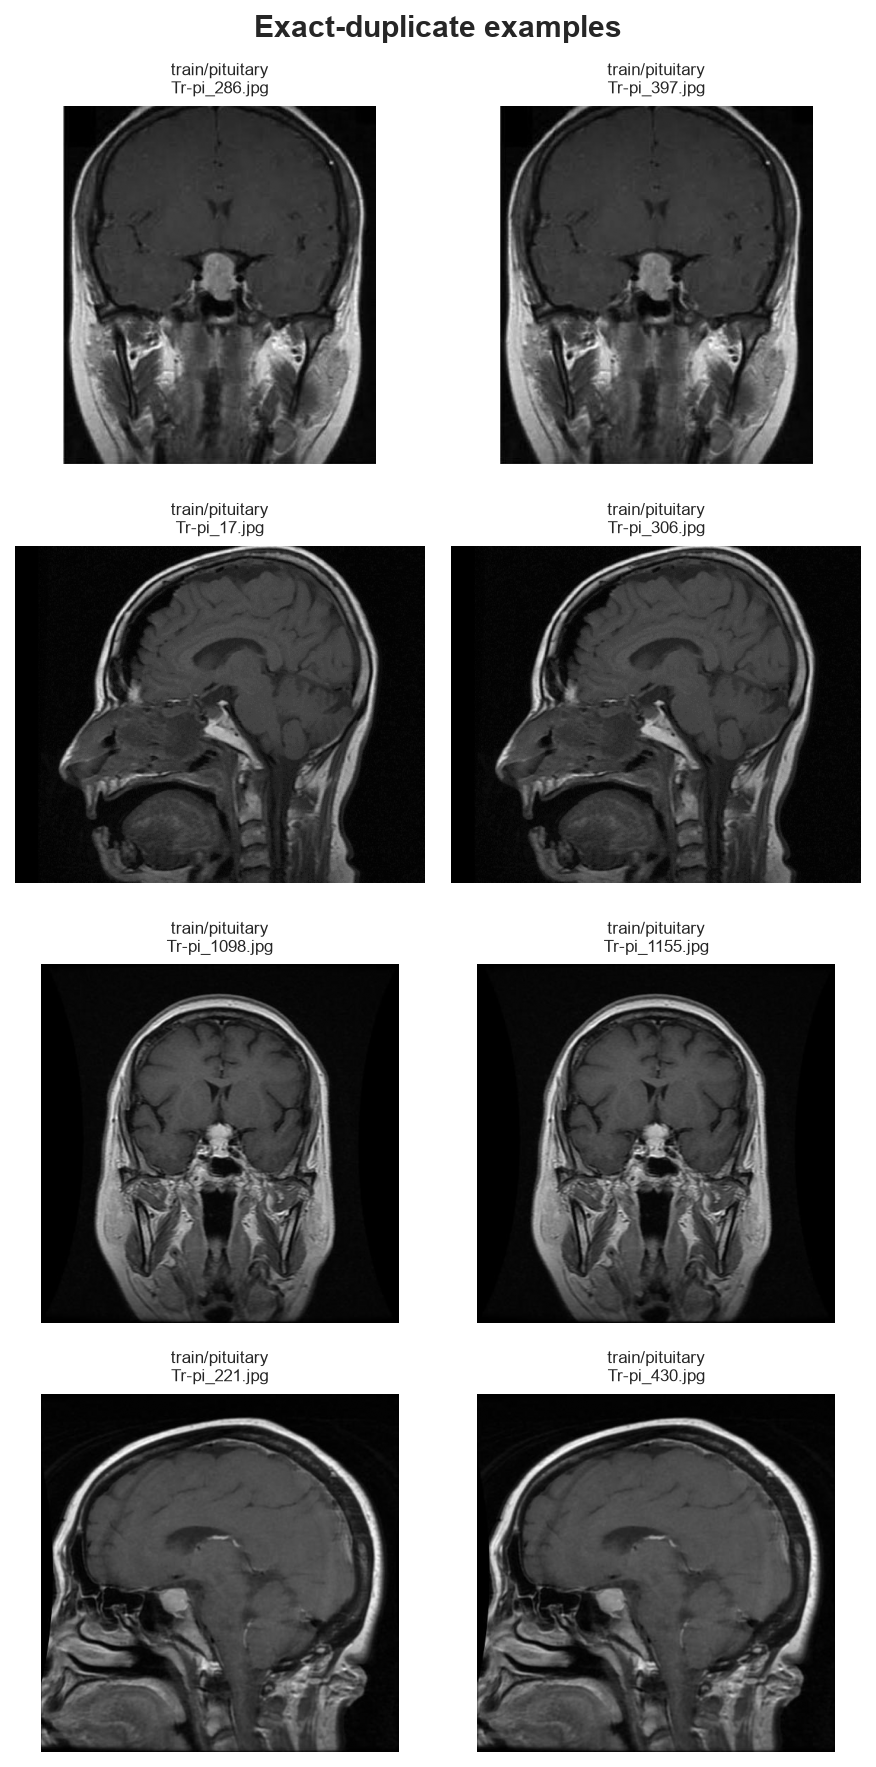 Exact-duplicate examples
train/pituitary
Tr-pi_286.jpg
train/pituitary
Tr-pi_397.jpg
train/pituitary
Tr-pi_17.jpg
train/pituitary
Tr-pi_306.jpg
train/pituitary
Tr-pi_1098.jpg
train/pituitary
Tr-pi_1155.jpg
train/pituitary
Tr-pi_221.jpg
train/pituitary
Tr-pi_430.jpg